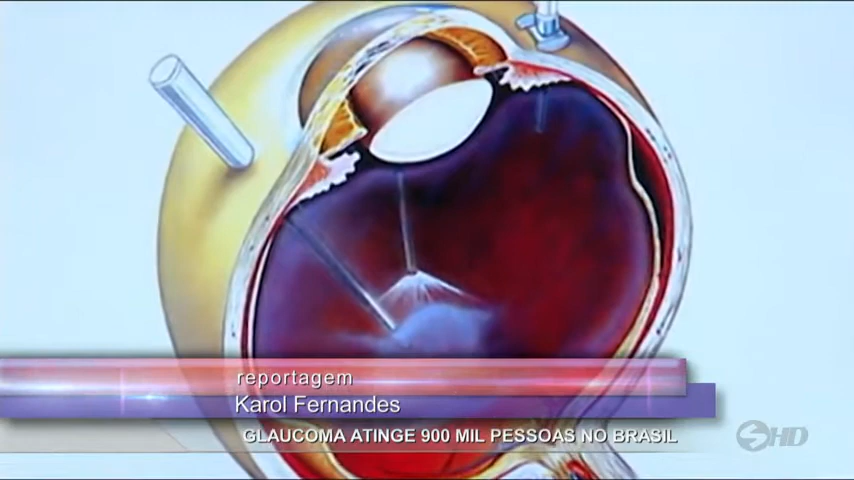 reportagem
Karol Fernandes
GLAUCOMA ATINGE 900 MIL PESSOAS NO BRASIL
HD